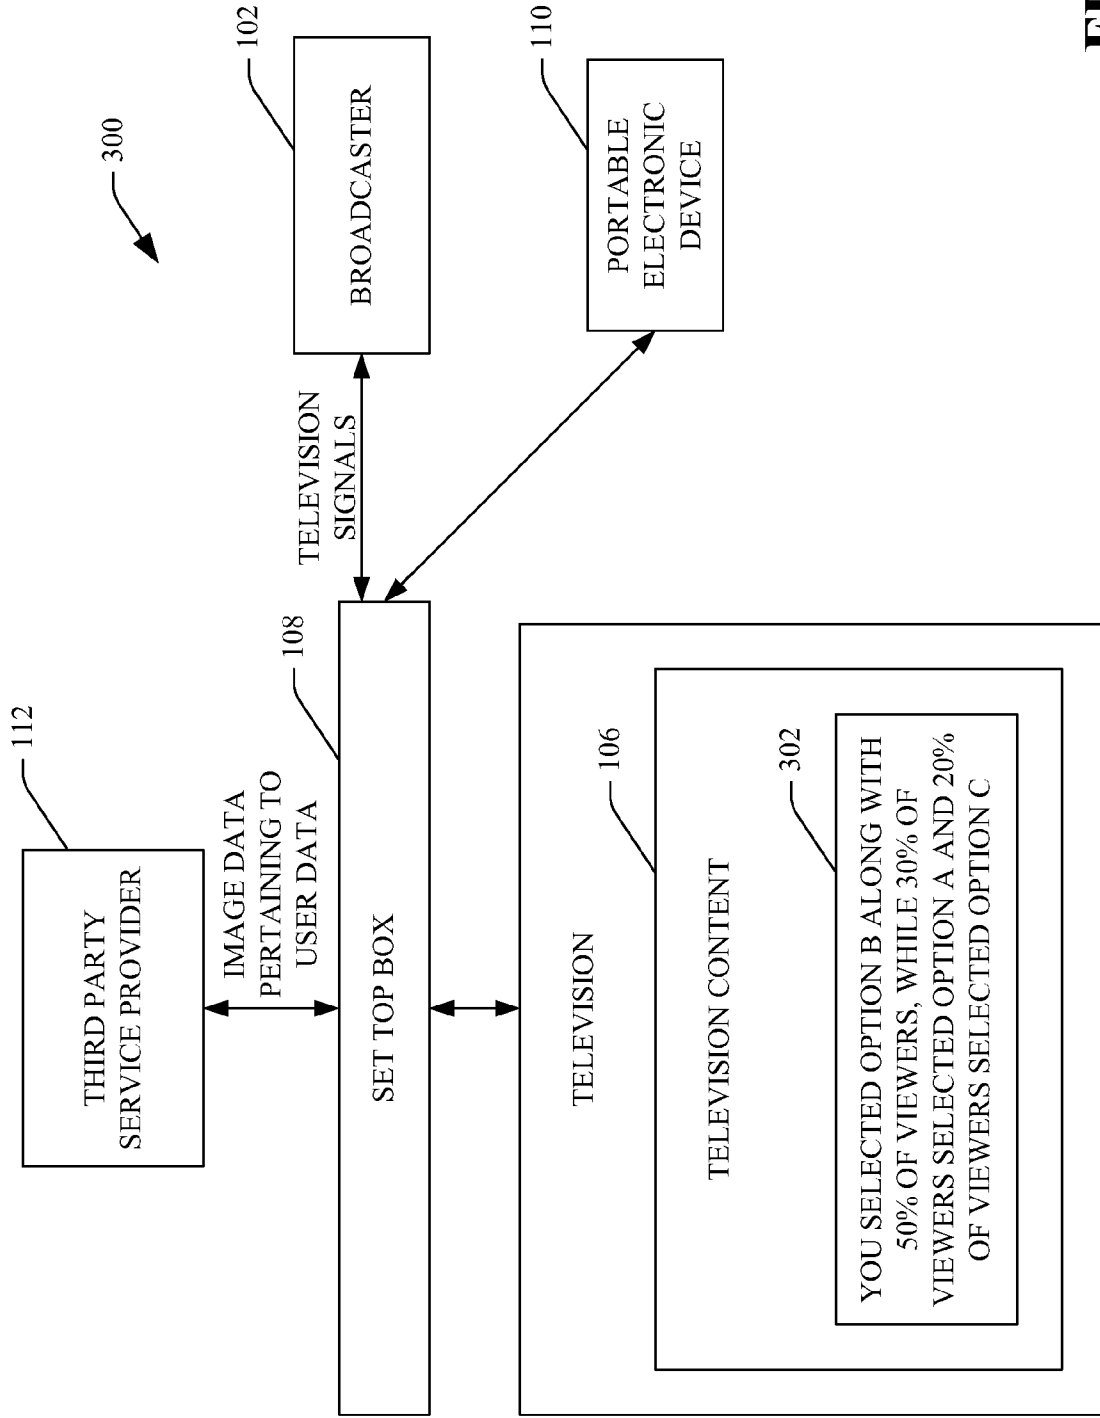 300
112
THIRD PARTY
SERVICE PROVIDER
IMAGE DATA
PERTAINING TO
USER DATA
108
SET TOP BOX
TELEVISION
SIGNALS
102
BROADCASTER
110
PORTABLE
ELECTRONIC
DEVICE
TELEVISION
106
TELEVISION CONTENT
302
YOU SELECTED OPTION B ALONG WITH
50% OF VIEWERS, WHILE 30% OF
VIEWERS SELECTED OPTION A AND 20%
OF VIEWERS SELECTED OPTION C